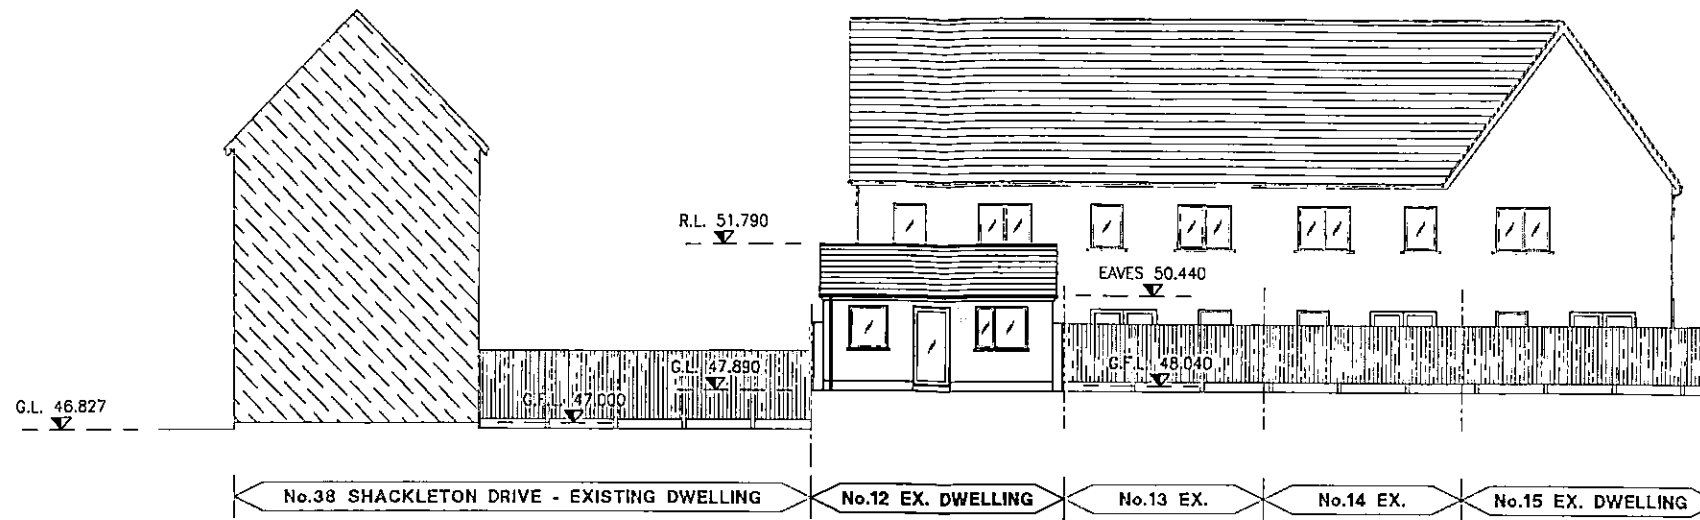 R.L. 51.790
EAVES 50.440
G.L. 47.890
G.F.L. 48.040
G.F.L. 47.000
G.L. 46.827
No.38 SHACKLETON DRIVE - EXISTING DWELLING
No.12 EX. DWELLING
No.13 EX.
No.14 EX.
No.15 EX. DWELLING